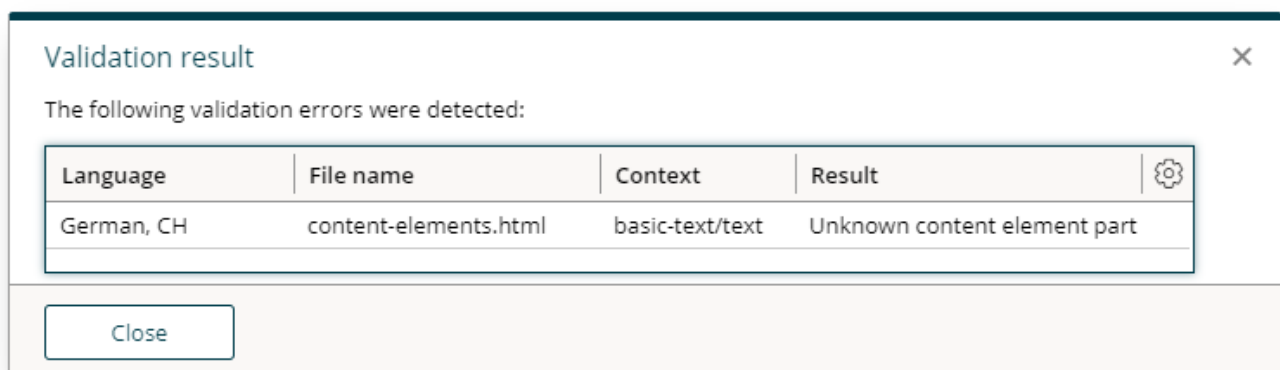 Validation result
The following validation errors were detected:
Language File name Context Result
German, CH content-elements.html basic-text/text Unknown content element part
Close